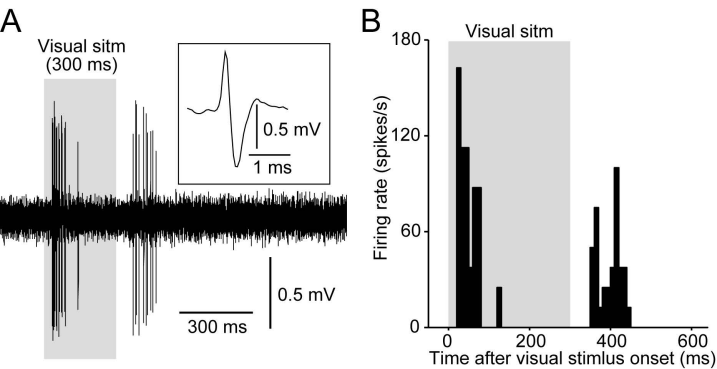 A
Visual sitm
(300 ms)
0.5 mV
1 ms
0.5 mV
300 ms
B
Visual sitm
180
120
60
0
Firing rate (spikes/s)
0
200
400
600
Time after visual stimlus onset (ms)